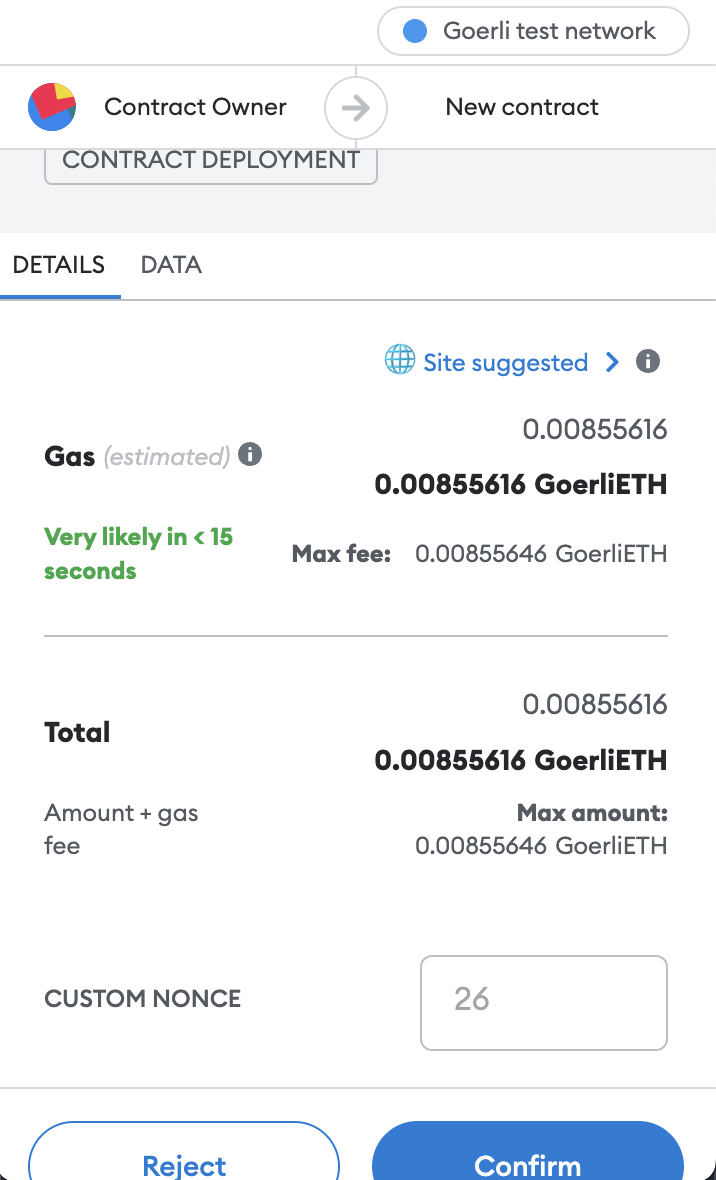 Goerli test network
Contract Owner
New contract
CONTRACT DEPLOYMENT
DETAILS DATA
Site suggested
0.00855616
Gas (estimated)
0.00855616 GoerliETH
Very likely in < 15
seconds
Max fee: 0.00855646 GoerliETH
0.00855616
Total
0.00855616 GoerliETH
Amount + gas
fee
Max amount:
0.00855646 GoerliETH
CUSTOM NONCE
26
Reject
Confirm